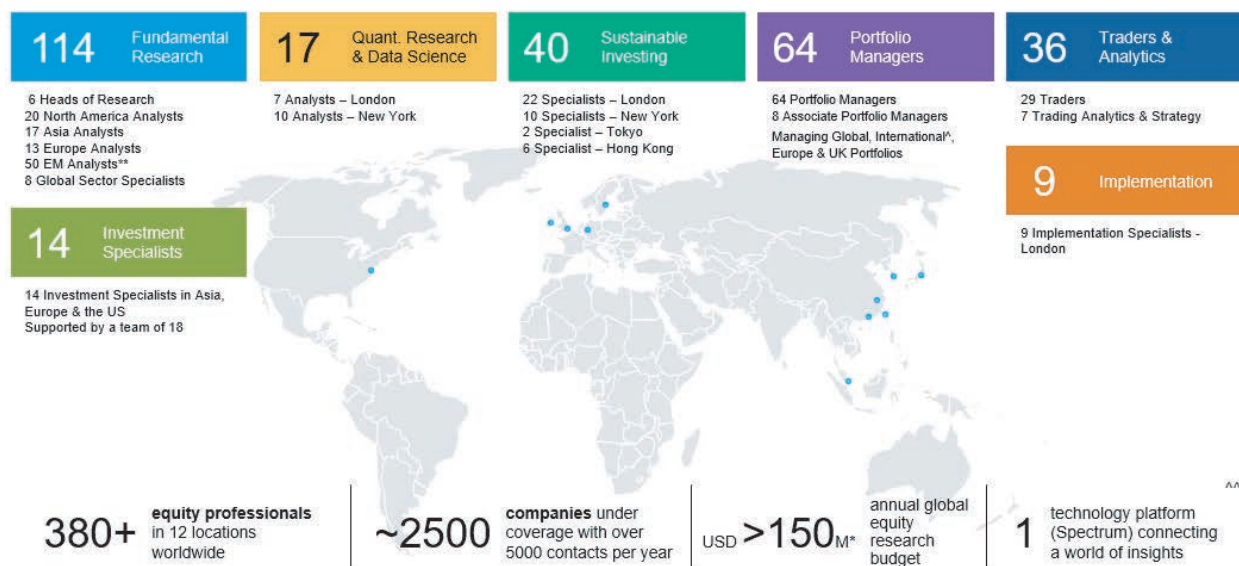 114
Fundamental
Research
6 Heads of Research
20 North America Analysts
17 Asia Analysts
13 Europe Analysts
50 EM Analysts**
8 Global Sector Specialists
17
Quant. Research
& Data Science
7 Analysts – London
10 Analysts – New York
40
Sustainable
Investing
22 Specialists – London
10 Specialists – New York
2 Specialist – Tokyo
6 Specialist – Hong Kong
64
Portfolio
Managers
64 Portfolio Managers
8 Associate Portfolio Managers
Managing Global, International^,
Europe & UK Portfolios
36
Traders &
Analytics
29 Traders
7 Trading Analytics & Strategy
14
Investment
Specialists
14 Investment Specialists in Asia,
Europe & the US
Supported by a team of 18
9
Implementation
9 Implementation Specialists -
London
380+
equity professionals
in 12 locations
worldwide
~2500
companies under
coverage with over
5000 contacts per year
USD >150M*
annual global
equity
research
budget
^^
1
technology platform
(Spectrum) connecting
a world of insights